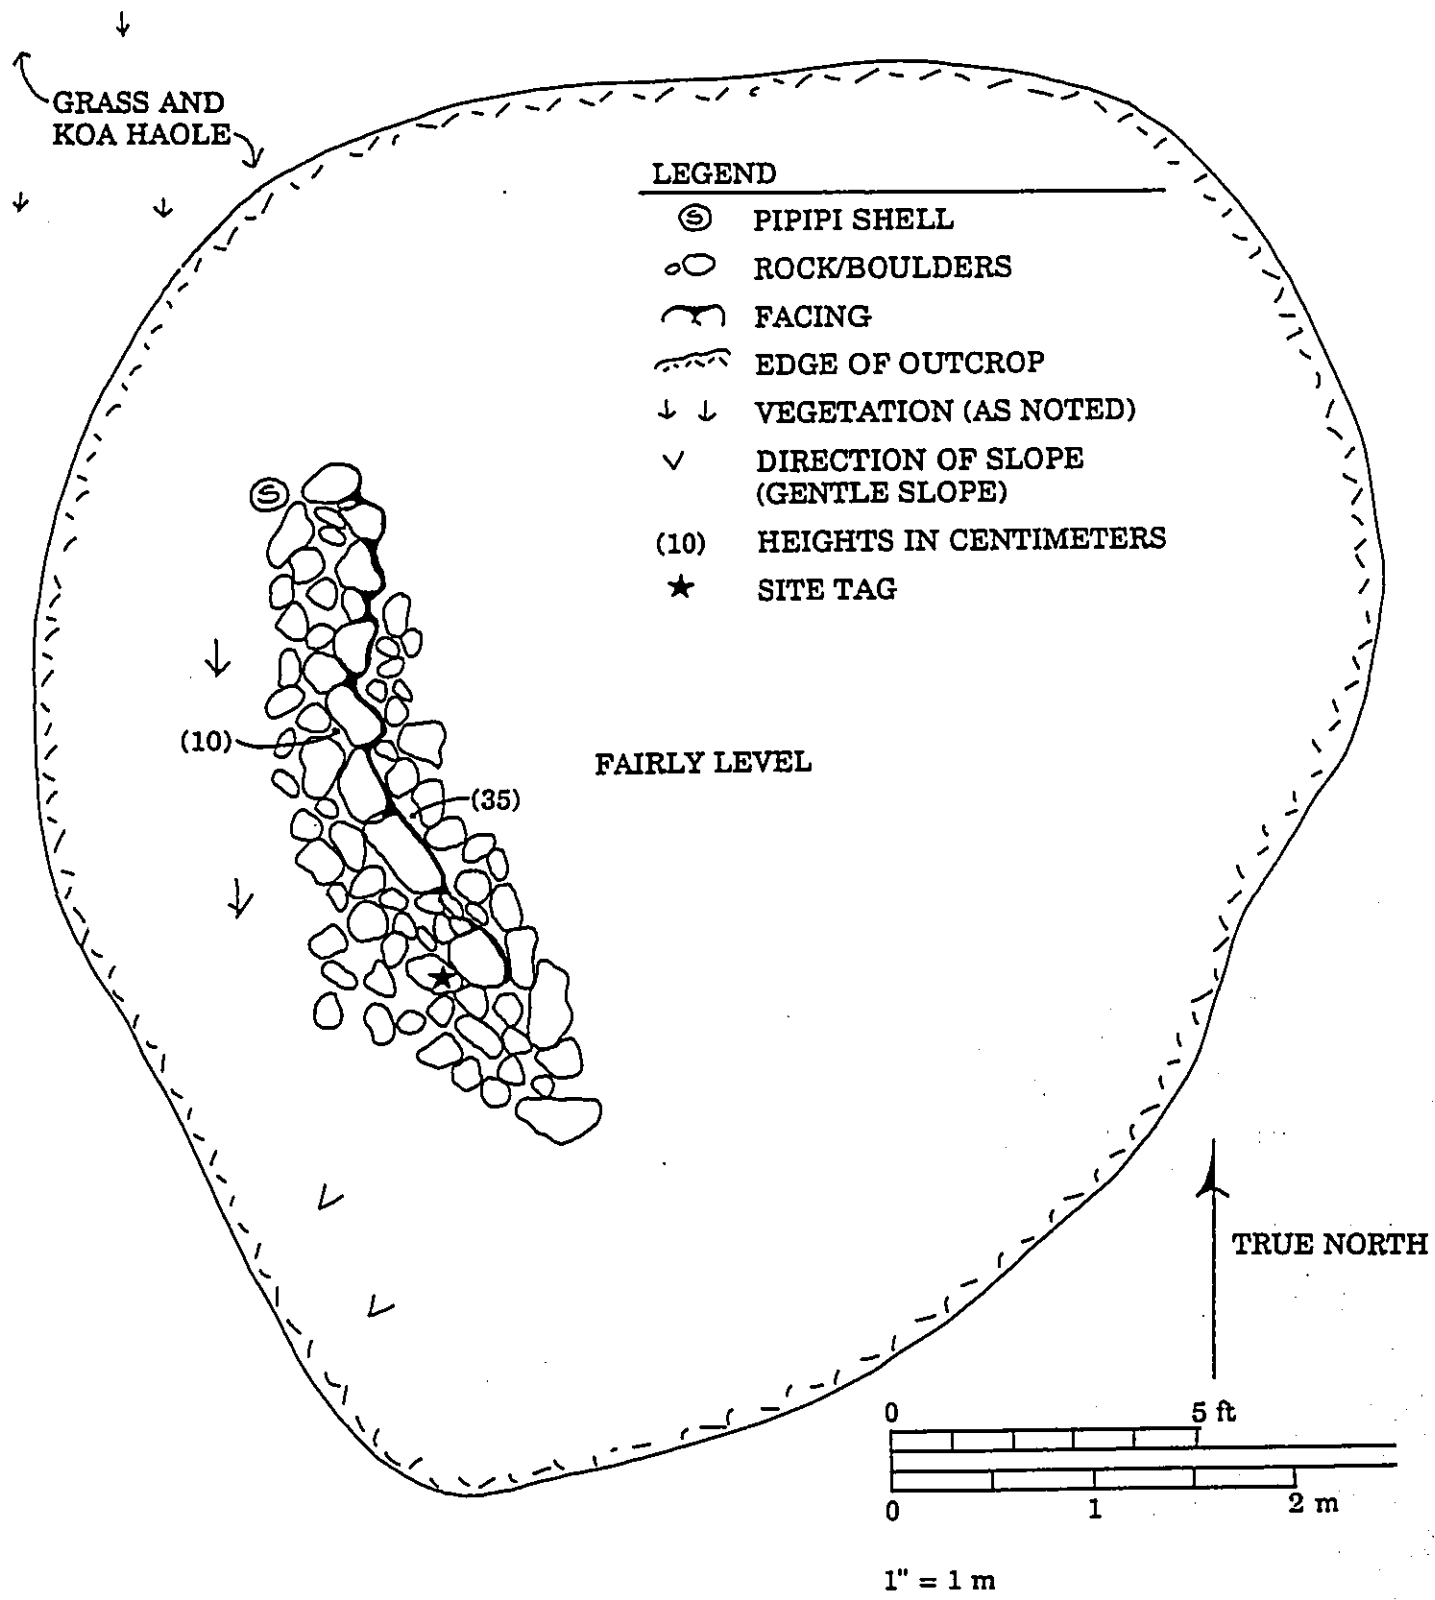 GRASS AND
KOA HAOLE
LEGEND
S PIPIPI SHELL
ROCK/BOULDERS
FACING
EDGE OF OUTCROP
VEGETATION (AS NOTED)
DIRECTION OF SLOPE
(GENTLE SLOPE)
(10) HEIGHTS IN CENTIMETERS
SITE TAG
S
(10)
FAIRLY LEVEL
(35)
TRUE NORTH
0 5 ft
0 1 2 m
1" = 1 m